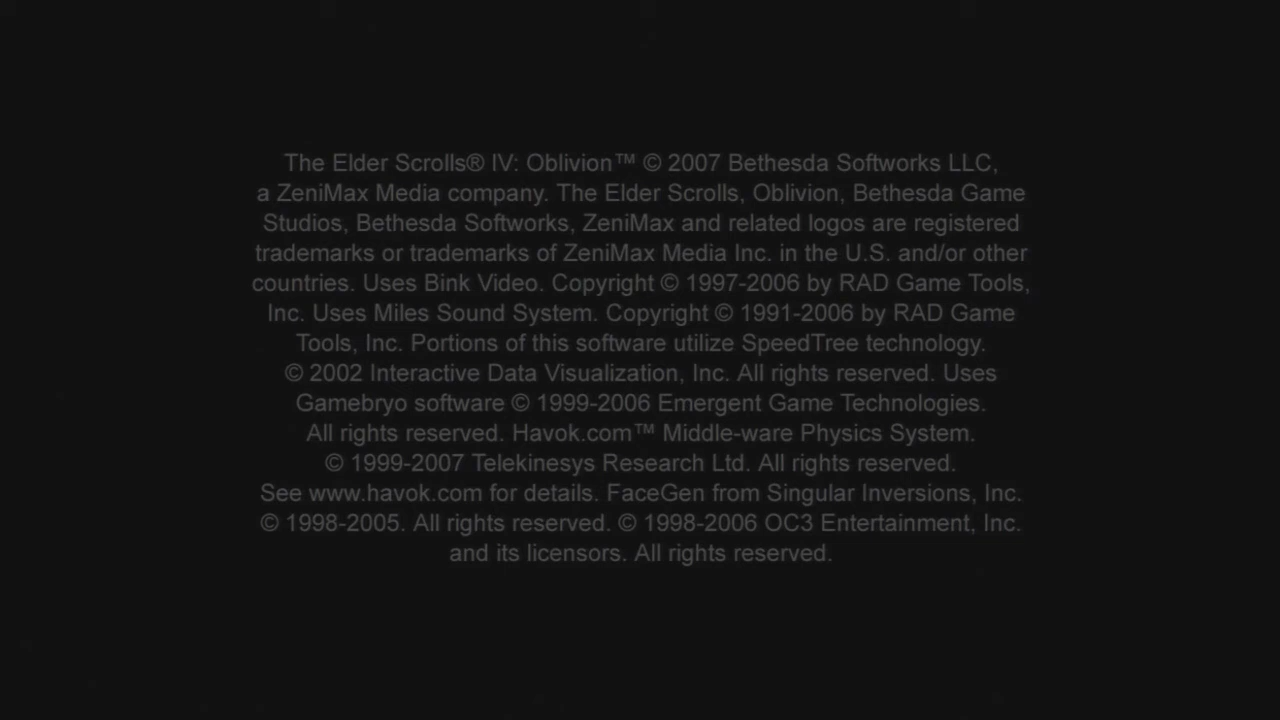 The Elder Scrolls® IV: Oblivion™ © 2007 Bethesda Softworks LLC,
a ZeniMax Media company. The Elder Scrolls, Oblivion, Bethesda Game
Studios, Bethesda Softworks, ZeniMax and related logos are registered
trademarks or trademarks of ZeniMax Media Inc. in the U.S. and/or other
countries. Uses Bink Video. Copyright © 1997-2006 by RAD Game Tools,
Inc. Uses Miles Sound System. Copyright © 1991-2006 by RAD Game
Tools, Inc. Portions of this software utilize SpeedTree technology.
© 2002 Interactive Data Visualization, Inc. All rights reserved. Uses
Gamebryo software © 1999-2006 Emergent Game Technologies.
All rights reserved. Havok.com™ Middle-ware Physics System.
© 1999-2007 Telekinesys Research Ltd. All rights reserved.
See www.havok.com for details. FaceGen from Singular Inversions, Inc.
© 1998-2005. All rights reserved. © 1998-2006 OC3 Entertainment, Inc.
and its licensors. All rights reserved.